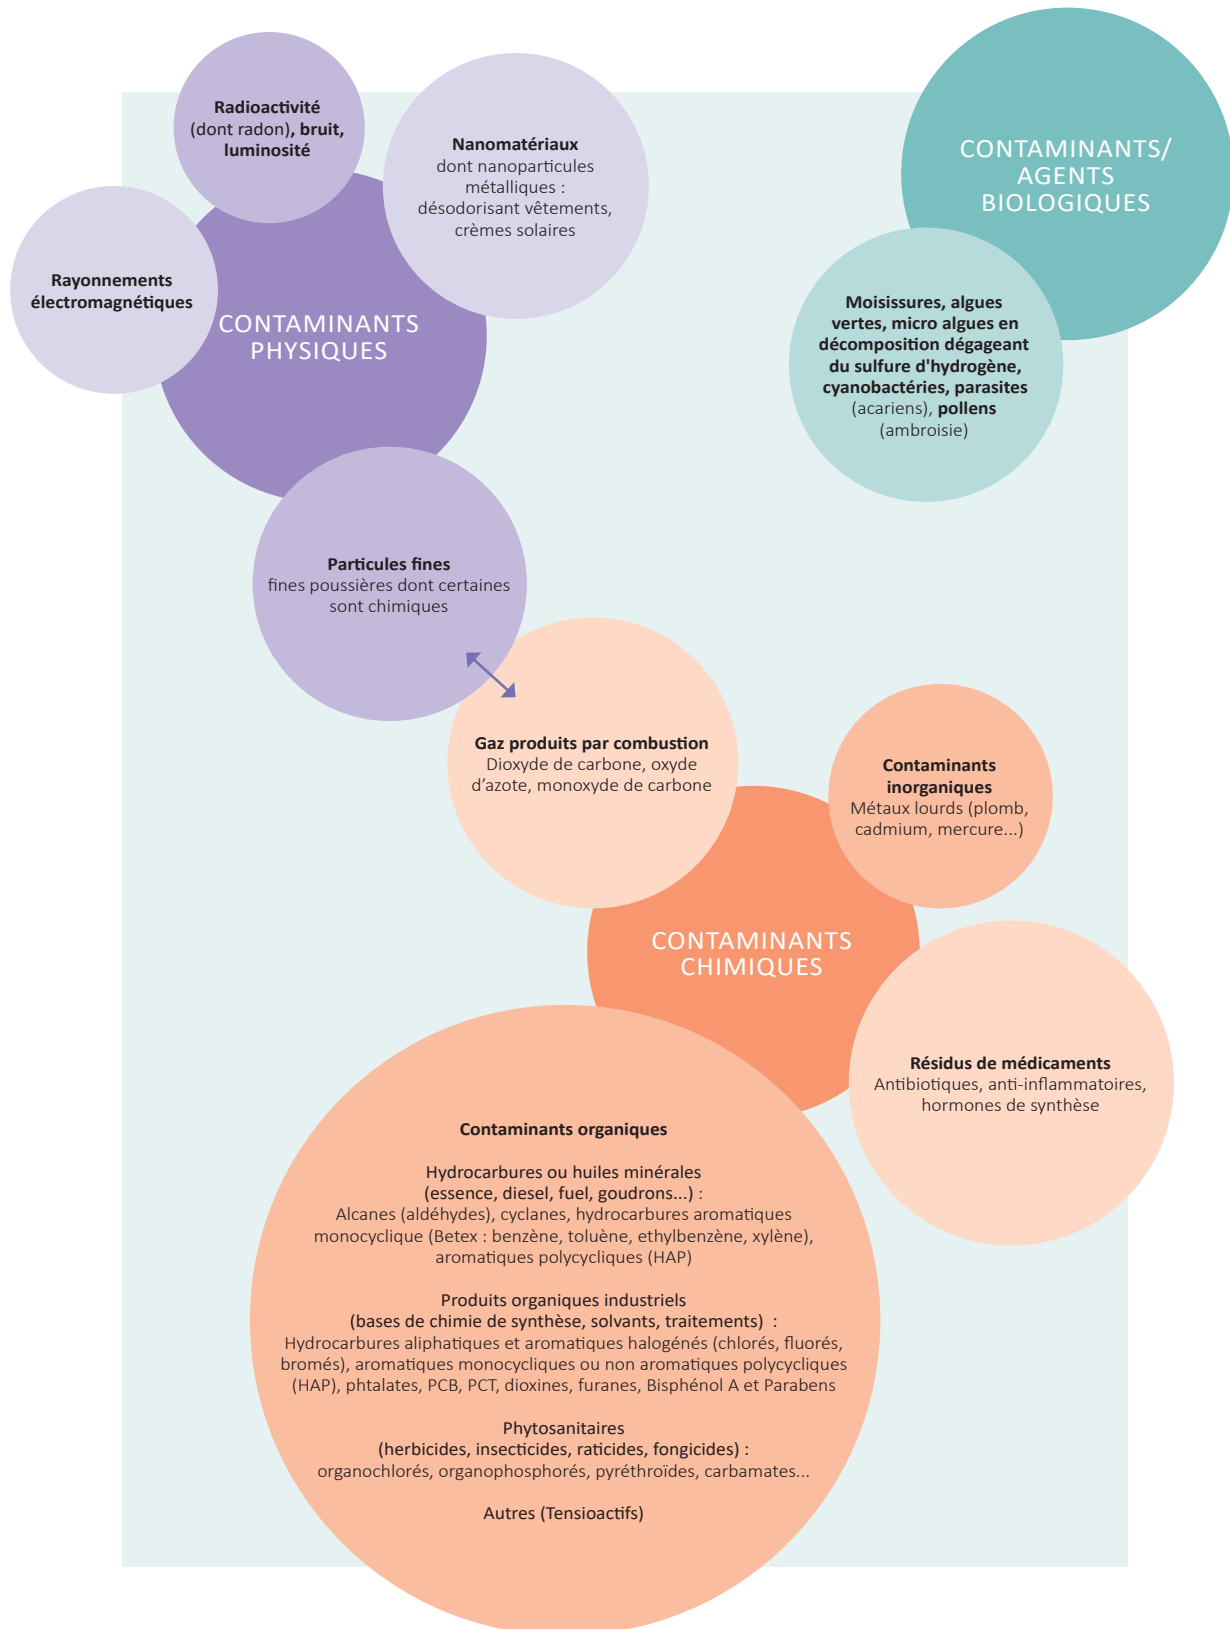 Radioactivité
(dont radon), bruit,
luminosité
Nanomatériaux
dont nanoparticules
métalliques :
désodorisant vêtements,
crèmes solaires
Rayonnements
électromagnétiques
CONTAMINANTS
PHYSIQUES
CONTAMINANTS/
AGENTS
BIOLOGIQUES
Moisissures, algues
vertes, micro algues en
décomposition dégageant
du sulfure d'hydrogène,
cyanobactéries, parasites
(acariens), pollens
(ambroisie)
Particules fines
fines poussières dont certaines
sont chimiques
Gaz produits par combustion
Dioxyde de carbone, oxyde
d’azote, monoxyde de carbone
Contaminants
inorganiques
Métaux lourds (plomb,
cadmium, mercure...)
CONTAMINANTS
CHIMIQUES
Résidus de médicaments
Antibiotiques, anti-inflammatoires,
hormones de synthèse
Contaminants organiques
Hydrocarbures ou huiles minérales
(essence, diesel, fuel, goudrons...) :
Alcanes (aldéhydes), cyclanes, hydrocarbures aromatiques
monocyclique (Betex : benzène, toluène, ethylbenzène, xylène),
aromatiques polycycliques (HAP)
Produits organiques industriels
(bases de chimie de synthèse, solvants, traitements)  :
Hydrocarbures aliphatiques et aromatiques halogénés (chlorés, fluorés,
bromés), aromatiques monocycliques ou non aromatiques polycycliques
(HAP), phtalates, PCB, PCT, dioxines, furanes, Bisphénol A et Parabens
Phytosanitaires
(herbicides, insecticides, raticides, fongicides) :
organochlorés, organophosphorés, pyréthroïdes, carbamates...
Autres (Tensioactifs)